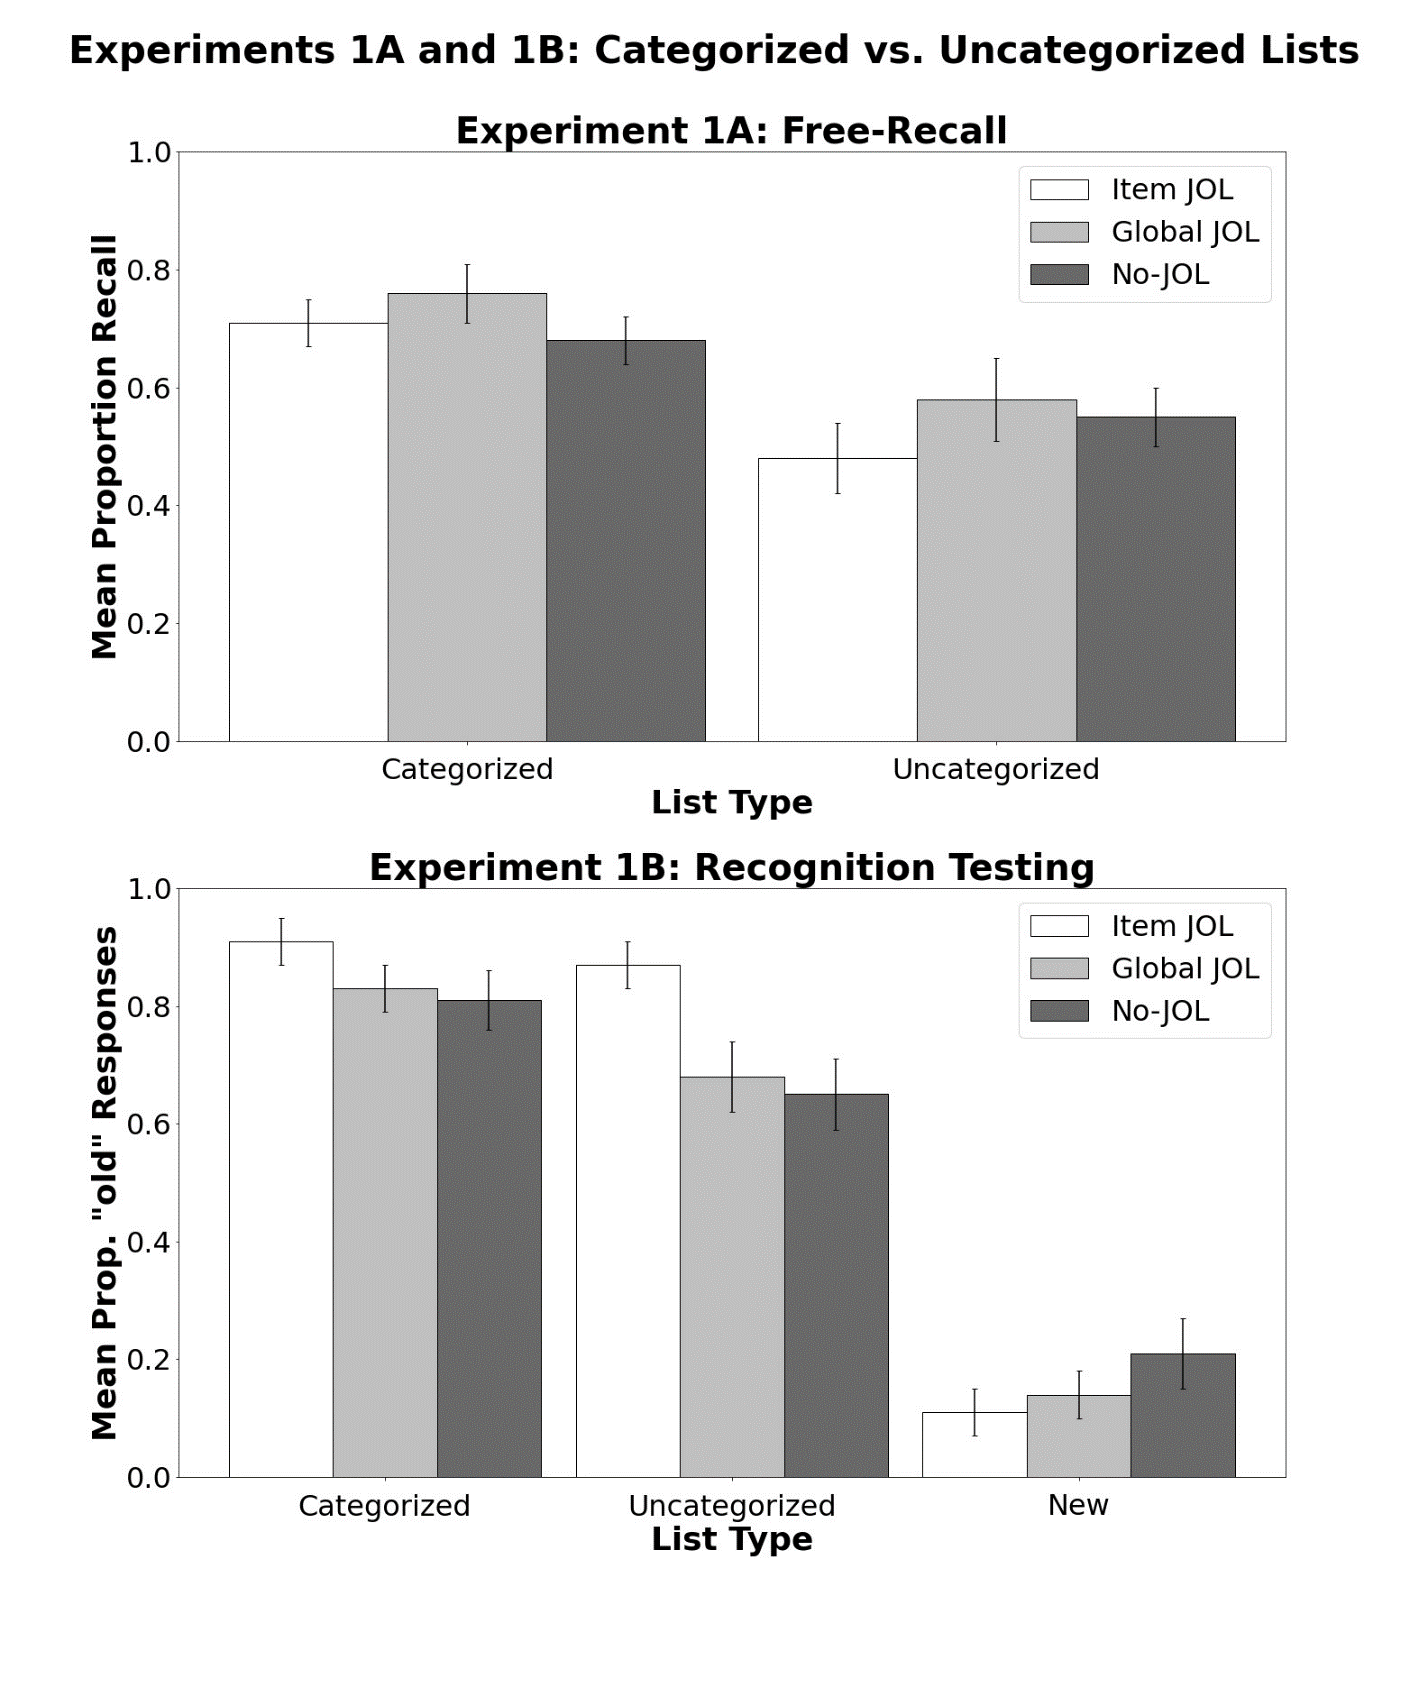 Experiments 1A and 1B: Categorized vs. Uncategorized Lists
Experiment 1A: Free-Recall
1.0
0.8
0.6
0.4
0.2
0.0
Mean Proportion Recall
Item JOL
Global JOL
No-JOL
Categorized
Uncategorized
List Type
Experiment 1B: Recognition Testing
1.0
0.8
0.6
0.4
0.2
0.0
Mean Prop. "old" Responses
Item JOL
Global JOL
No-JOL
Categorized
Uncategorized
New
List Type